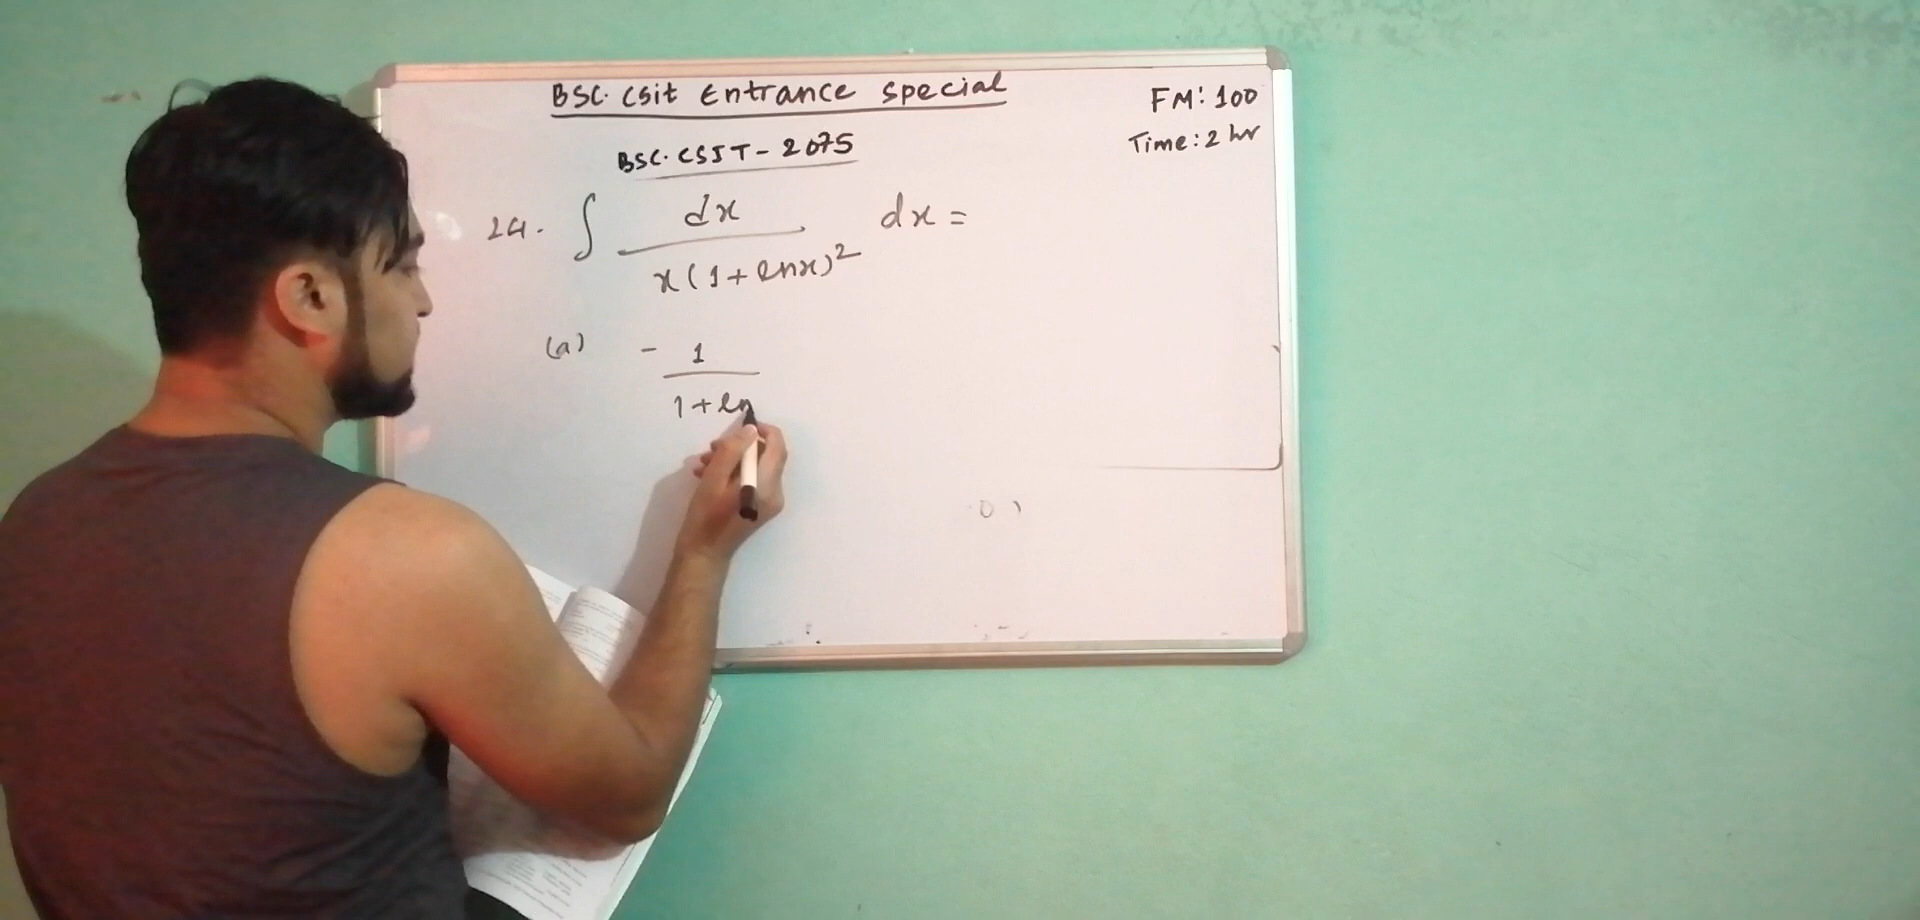 BSC. CSit Entrance Special
FM: 100
Time: 2 hr
BSC. CSIT - 2075
24. ∫ dx / x(1+lnx)² dx =
(a) - 1 / 1+ln